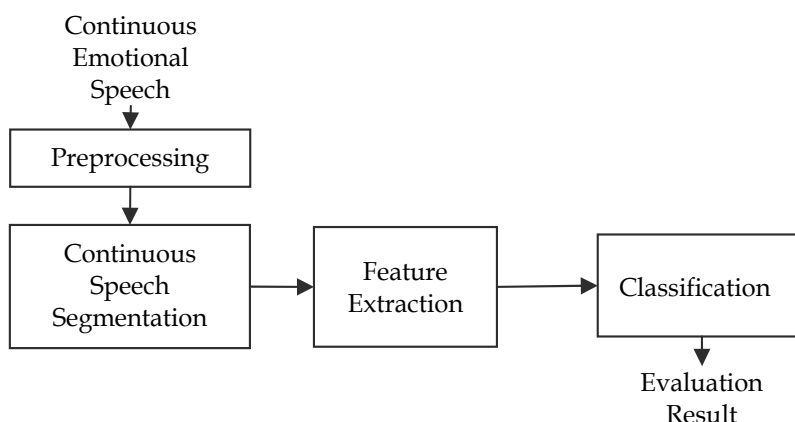 Continuous
Emotional
Speech
Preprocessing
Continuous
Speech
Segmentation
Feature
Extraction
Classification
Evaluation
Result